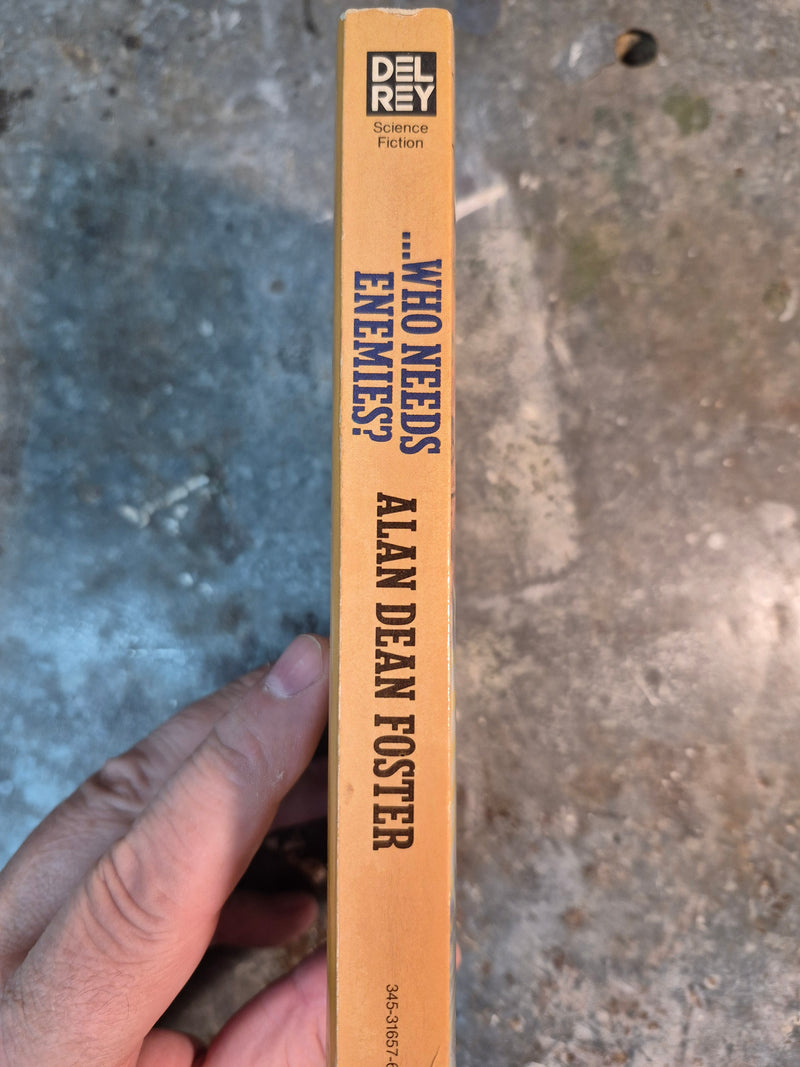 DEL
REY
Science
Fiction
...WHO NEEDS
ENEMIES?
ALAN DEAN FOSTER
345-31657-6